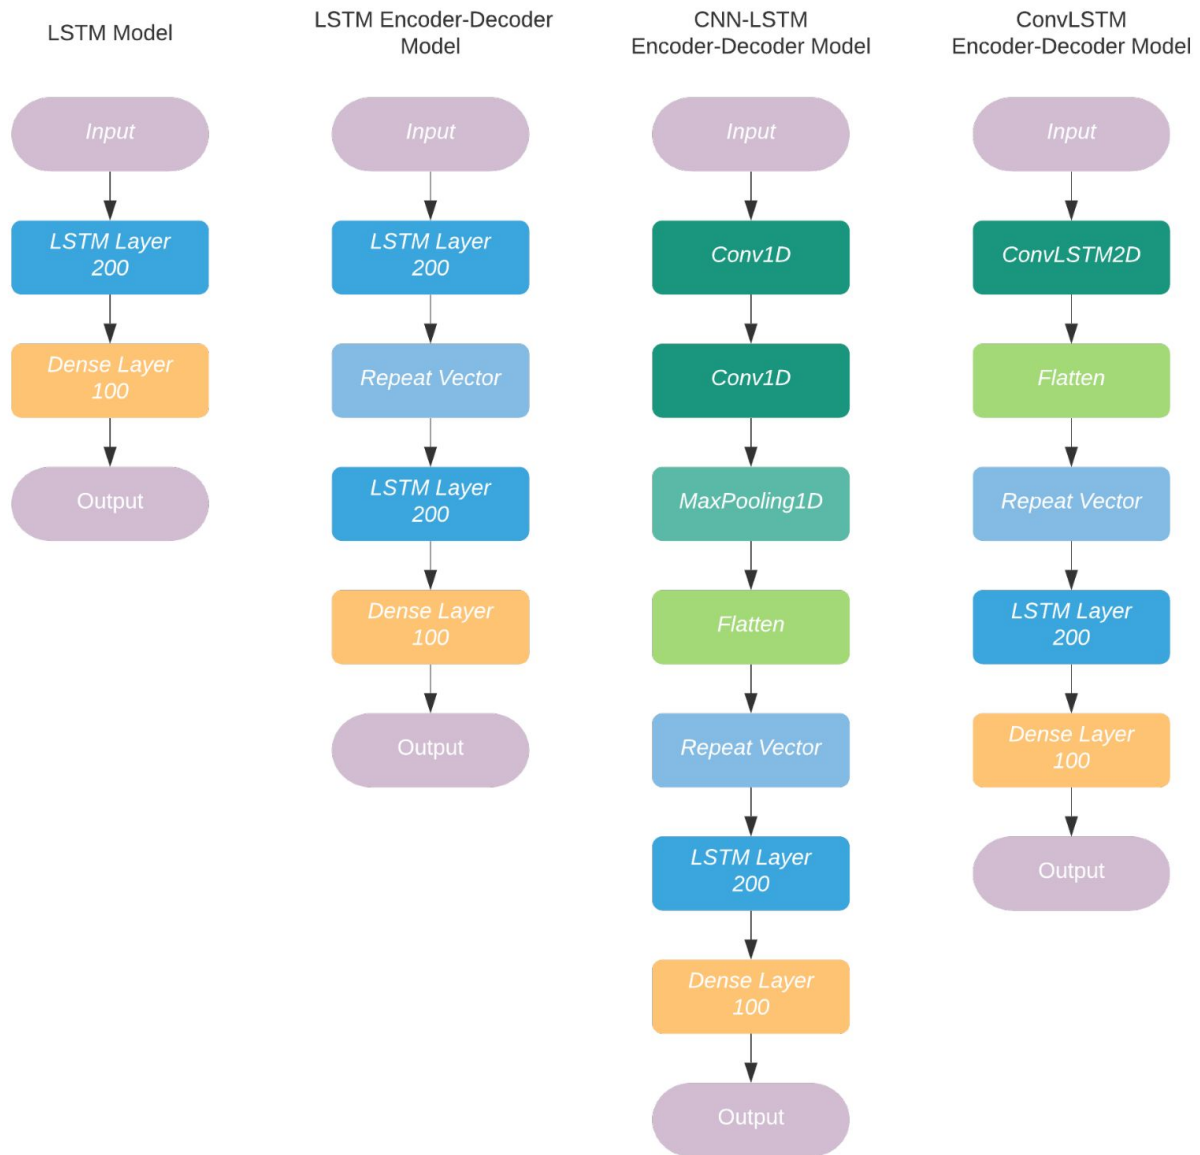 LSTM Model
Input
LSTM Layer
200
Dense Layer
100
Output
LSTM Encoder-Decoder
Model
Input
LSTM Layer
200
Repeat Vector
LSTM Layer
200
Dense Layer
100
Output
CNN-LSTM
Encoder-Decoder Model
Input
Conv1D
Conv1D
MaxPooling1D
Flatten
Repeat Vector
LSTM Layer
200
Dense Layer
100
Output
ConvLSTM
Encoder-Decoder Model
Input
ConvLSTM2D
Flatten
Repeat Vector
LSTM Layer
200
Dense Layer
100
Output